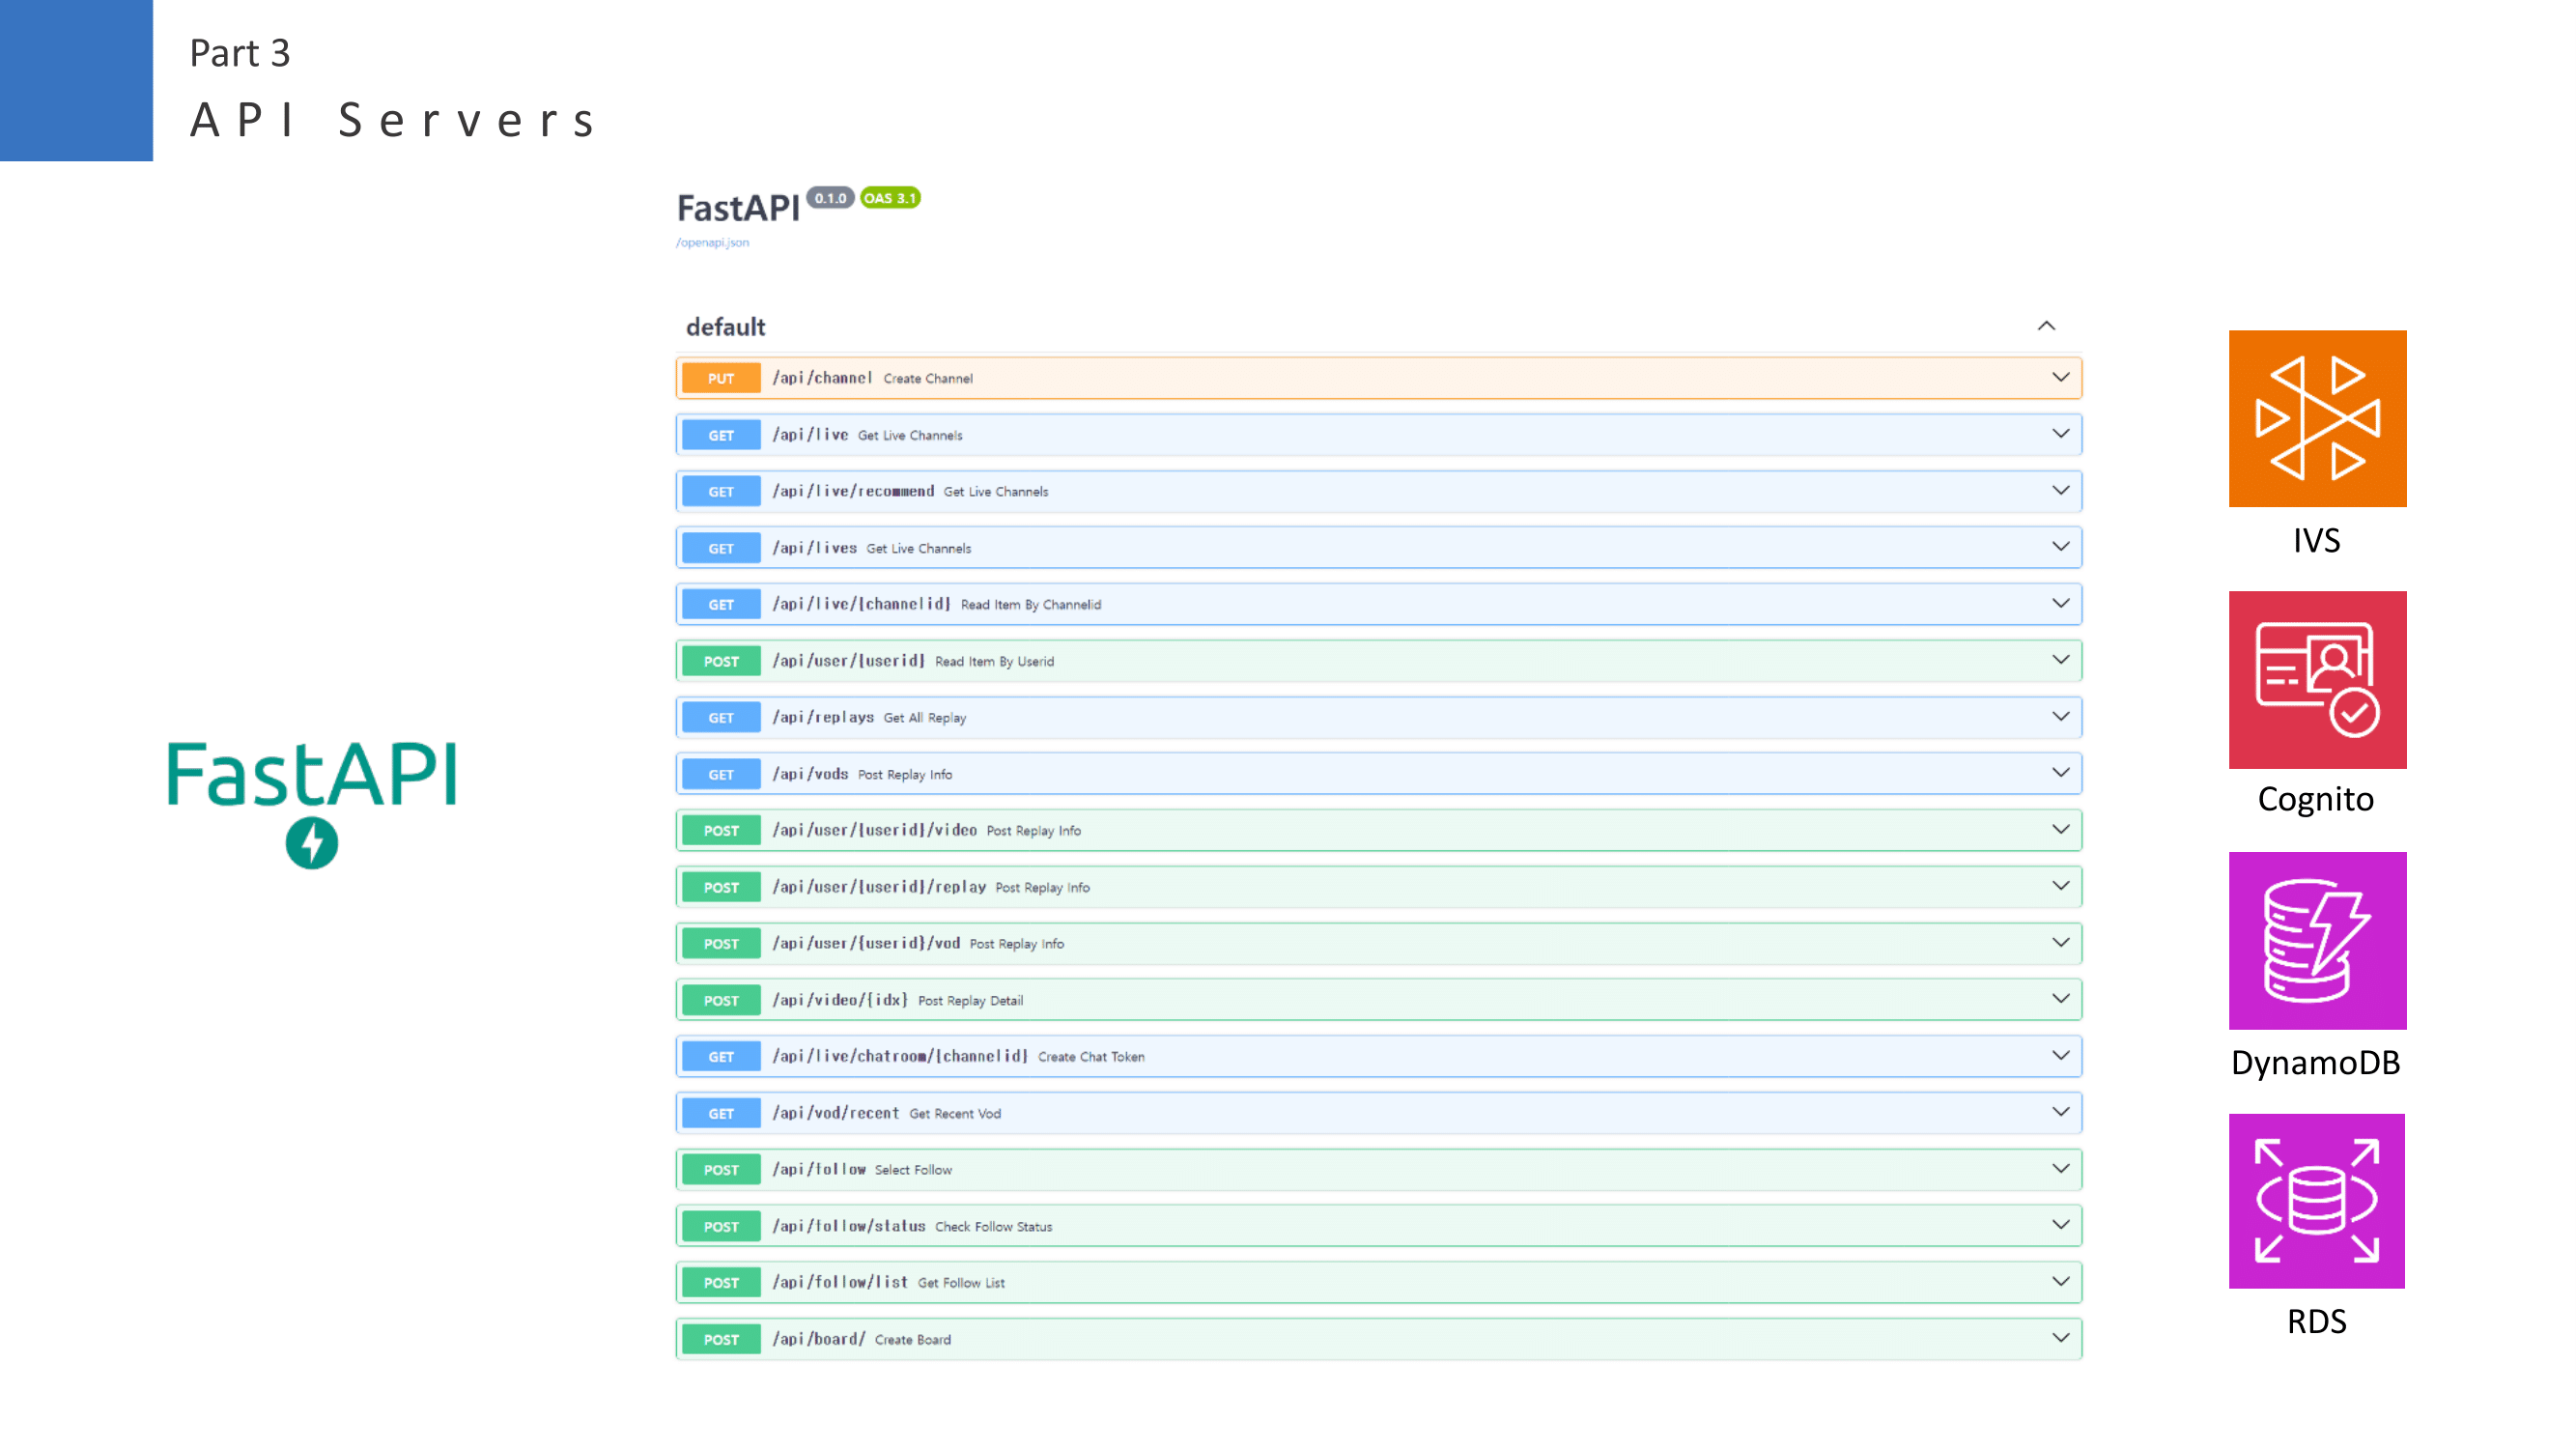 Part 3
API Servers
FastAPI 0.1.0 OAS 3.1
/openapi.json
default
PUT /api/channel Create Channel
GET /api/live Get Live Channels
GET /api/live/recommend Get Live Channels
GET /api/lives Get Live Channels
GET /api/live/{channelid} Read Item By Channelid
POST /api/user/{userid} Read Item By Userid
GET /api/replays Get All Replay
GET /api/vods Post Replay Info
POST /api/user/{userid}/video Post Replay Info
POST /api/user/{userid}/replay Post Replay Info
POST /api/user/{userid}/vod Post Replay Info
POST /api/video/{idx} Post Replay Detail
GET /api/live/chatroom/{channelid} Create Chat Token
GET /api/vod/recent Get Recent Vod
POST /api/follow Select Follow
POST /api/follow/status Check Follow Status
POST /api/follow/list Get Follow List
POST /api/board/ Create Board
FastAPI
IVS
Cognito
DynamoDB
RDS